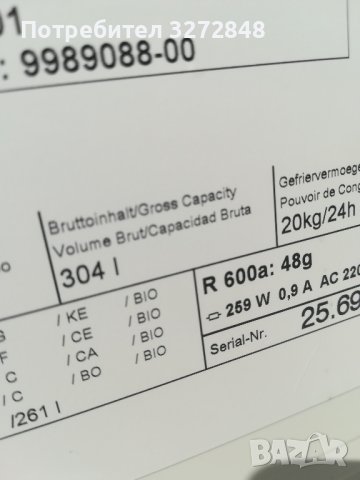 01
Потребител 3272848
: 9989088-00
Bruttoinhalt/Gross Capacity
Volume Brut/Capacidad Bruta
304 l
Gefriervermoege
Pouvoir de Cong
20kg/24h
/ KE / BIO
F / CE / BIO
C / CA / BIO
/ C / BO / BIO
/261 l
R 600a: 48g
259 W 0,9 A AC 220
Serial-Nr. 25.69
bazar